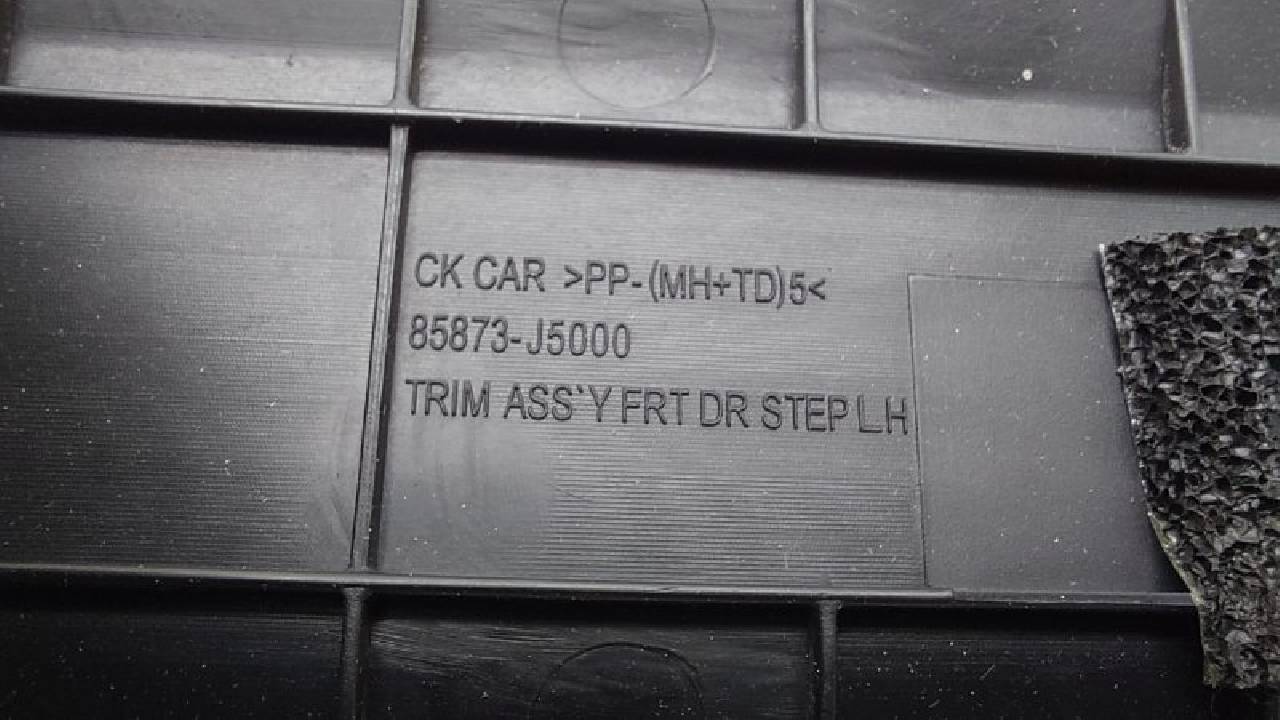 CK CAR >PP-(MH+TD)5<
85873-J5000
TRIM ASS`Y FRT DR STEP LH